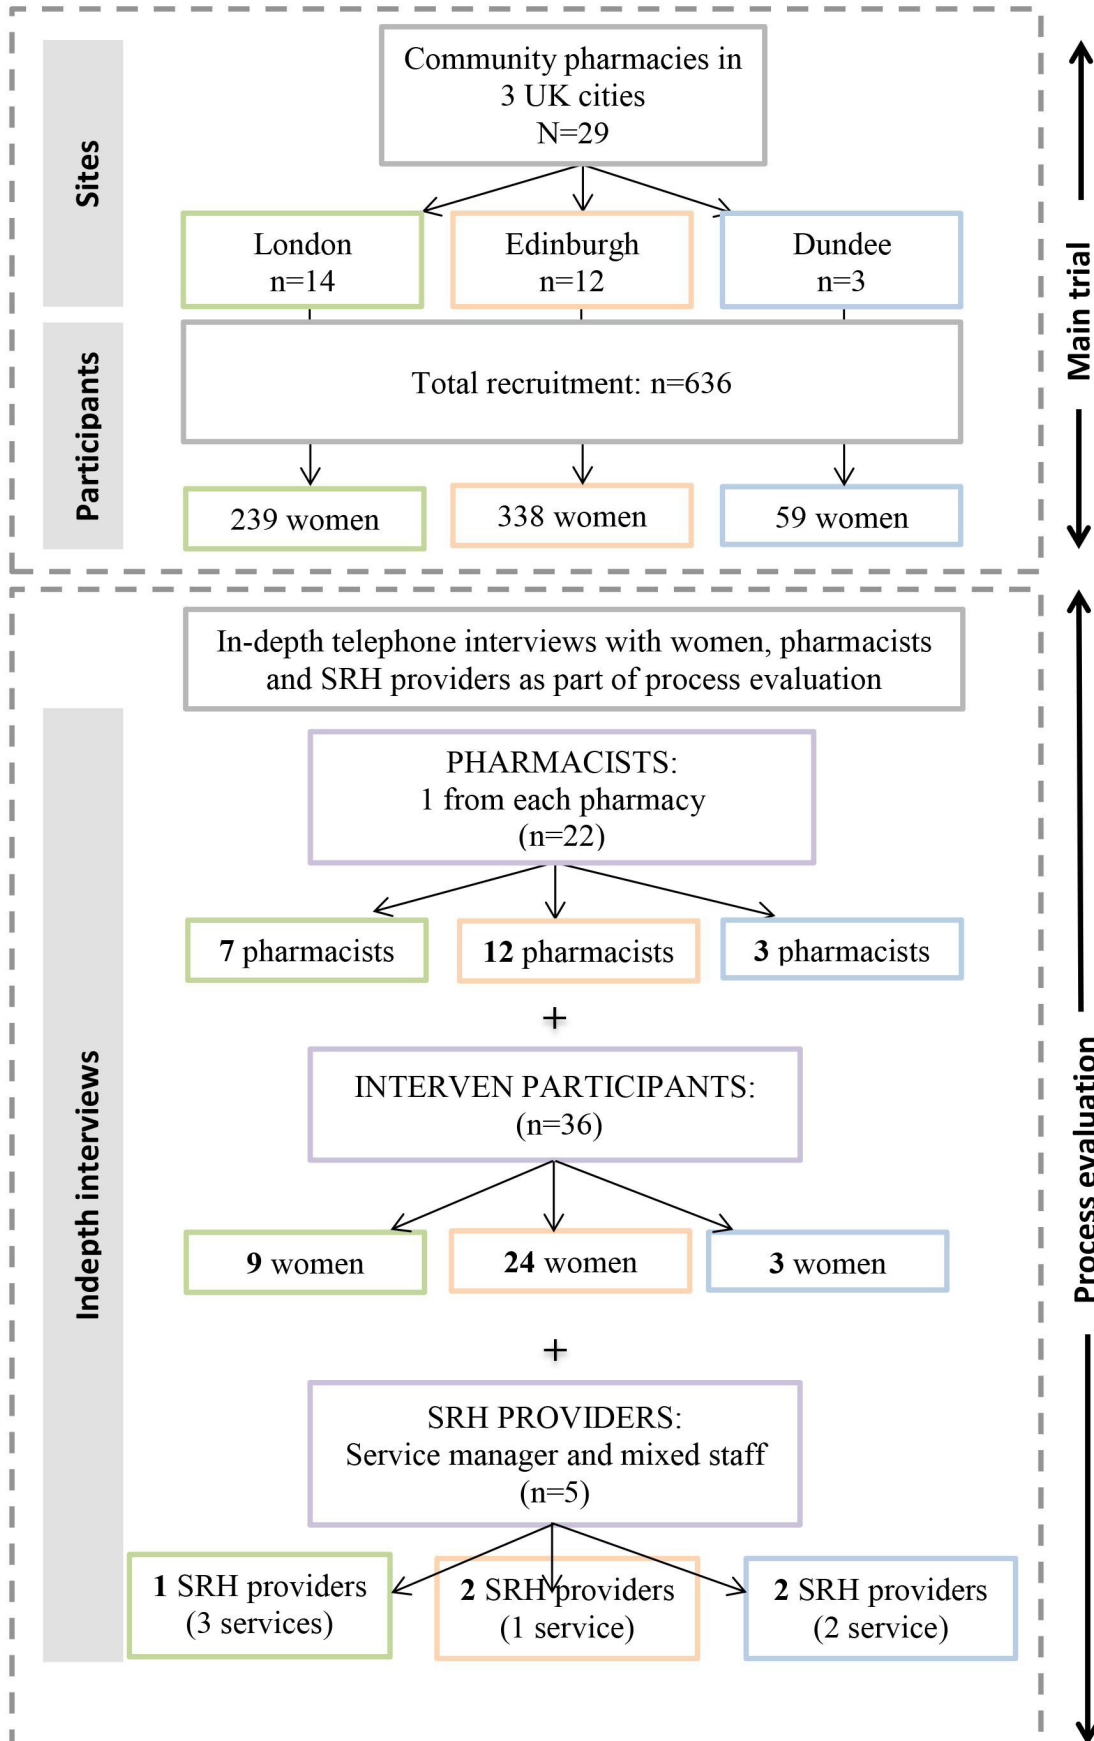 Community pharmacies in
3 UK cities
N=29
Sites
London
n=14
Edinburgh
n=12
Dundee
n=3
Main trial
Participants
Total recruitment: n=636
239 women
338 women
59 women
In-depth telephone interviews with women, pharmacists
and SRH providers as part of process evaluation
Indepth interviews
PHARMACISTS:
1 from each pharmacy
(n=22)
7 pharmacists
12 pharmacists
3 pharmacists
+
INTERVEN PARTICIPANTS:
(n=36)
Process evaluation
9 women
24 women
3 women
+
SRH PROVIDERS:
Service manager and mixed staff
(n=5)
1 SRH providers
(3 services)
2 SRH providers
(1 service)
2 SRH providers
(2 service)